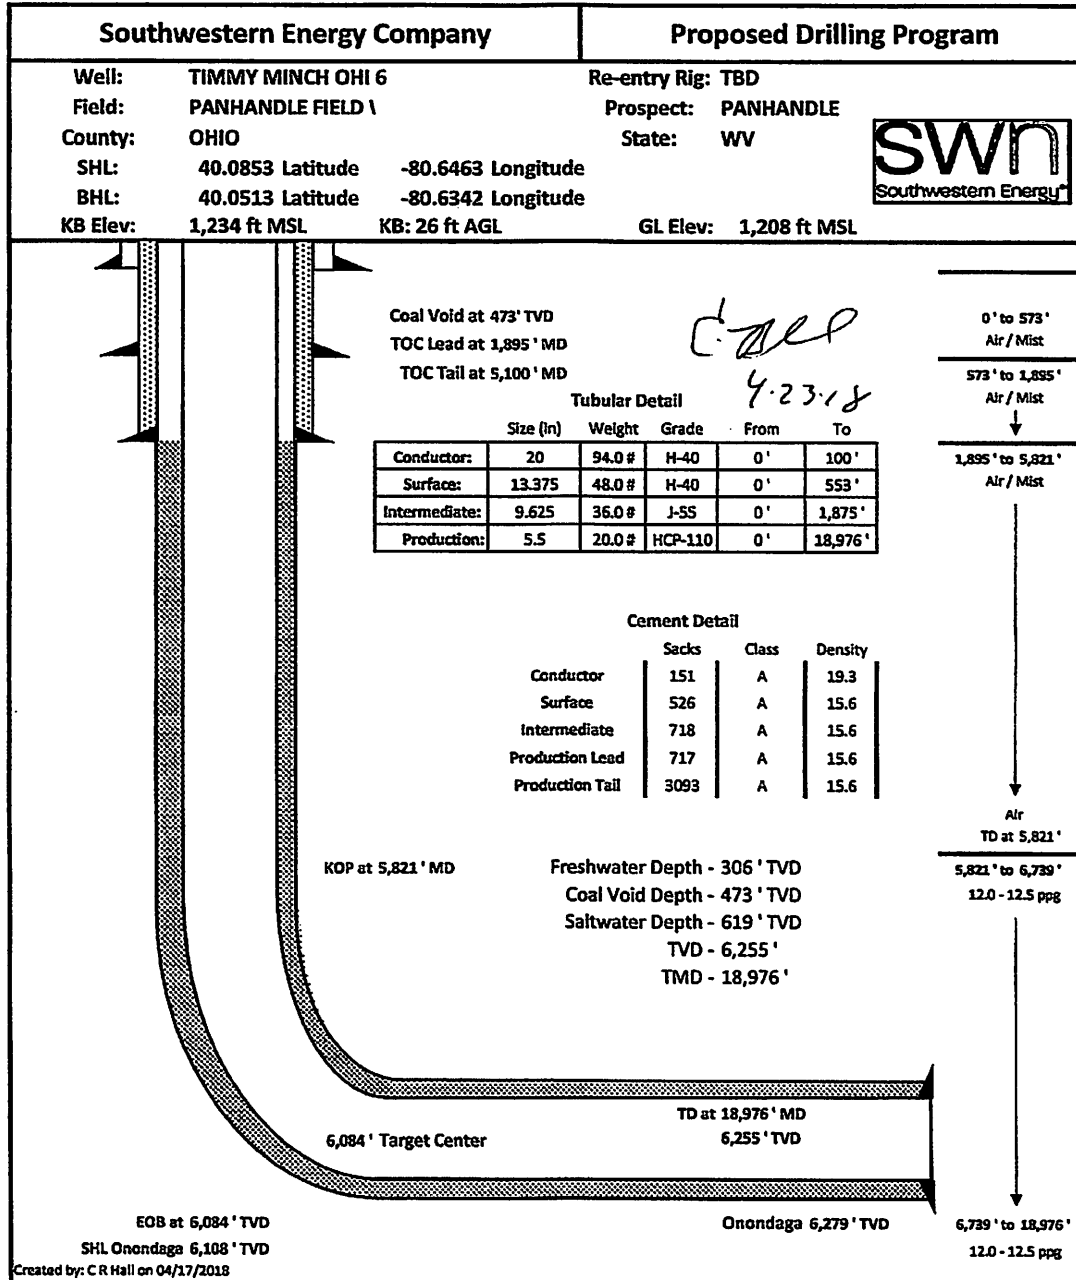 Southwestern Energy Company
Proposed Drilling Program
Well: TIMMY MINCH OHI 6
Re-entry Rig: TBD
Field: PANHANDLE FIELD \
Prospect: PANHANDLE
County: OHIO
State: WV
SHL: 40.0853 Latitude -80.6463 Longitude
BHL: 40.0513 Latitude -80.6342 Longitude
KB Elev: 1,234 ft MSL KB: 26 ft AGL GL Elev: 1,208 ft MSL
swn
Southwestern Energy
Coal Void at 473' TVD
TOC Lead at 1,895' MD
TOC Tail at 5,100' MD
4.23.18
0' to 573'
Air / Mist
573' to 1,895'
Air / Mist
1,895' to 5,821'
Air / Mist
Tubular Detail
Size (in) Weight Grade From To
Conductor: 20 94.0# H-40 0' 100'
Surface: 13.375 48.0# H-40 0' 553'
Intermediate: 9.625 36.0# J-55 0' 1,875'
Production: 5.5 20.0# HCP-110 0' 18,976'
Cement Detail
Sacks Class Density
Conductor 151 A 19.3
Surface 526 A 15.6
Intermediate 718 A 15.6
Production Lead 717 A 15.6
Production Tail 3093 A 15.6
Air
TD at 5,821'
KOP at 5,821' MD
Freshwater Depth - 306' TVD
Coal Void Depth - 473' TVD
Saltwater Depth - 619' TVD
TVD - 6,255'
TMD - 18,976'
5,821' to 6,739'
12.0 - 12.5 ppg
TD at 18,976' MD
6,255' TVD
6,084' Target Center
EOB at 6,084' TVD
SHL Onondaga 6,108' TVD
Onondaga 6,279' TVD
6,739' to 18,976'
12.0 - 12.5 ppg
Created by: C R Hall on 04/17/2018